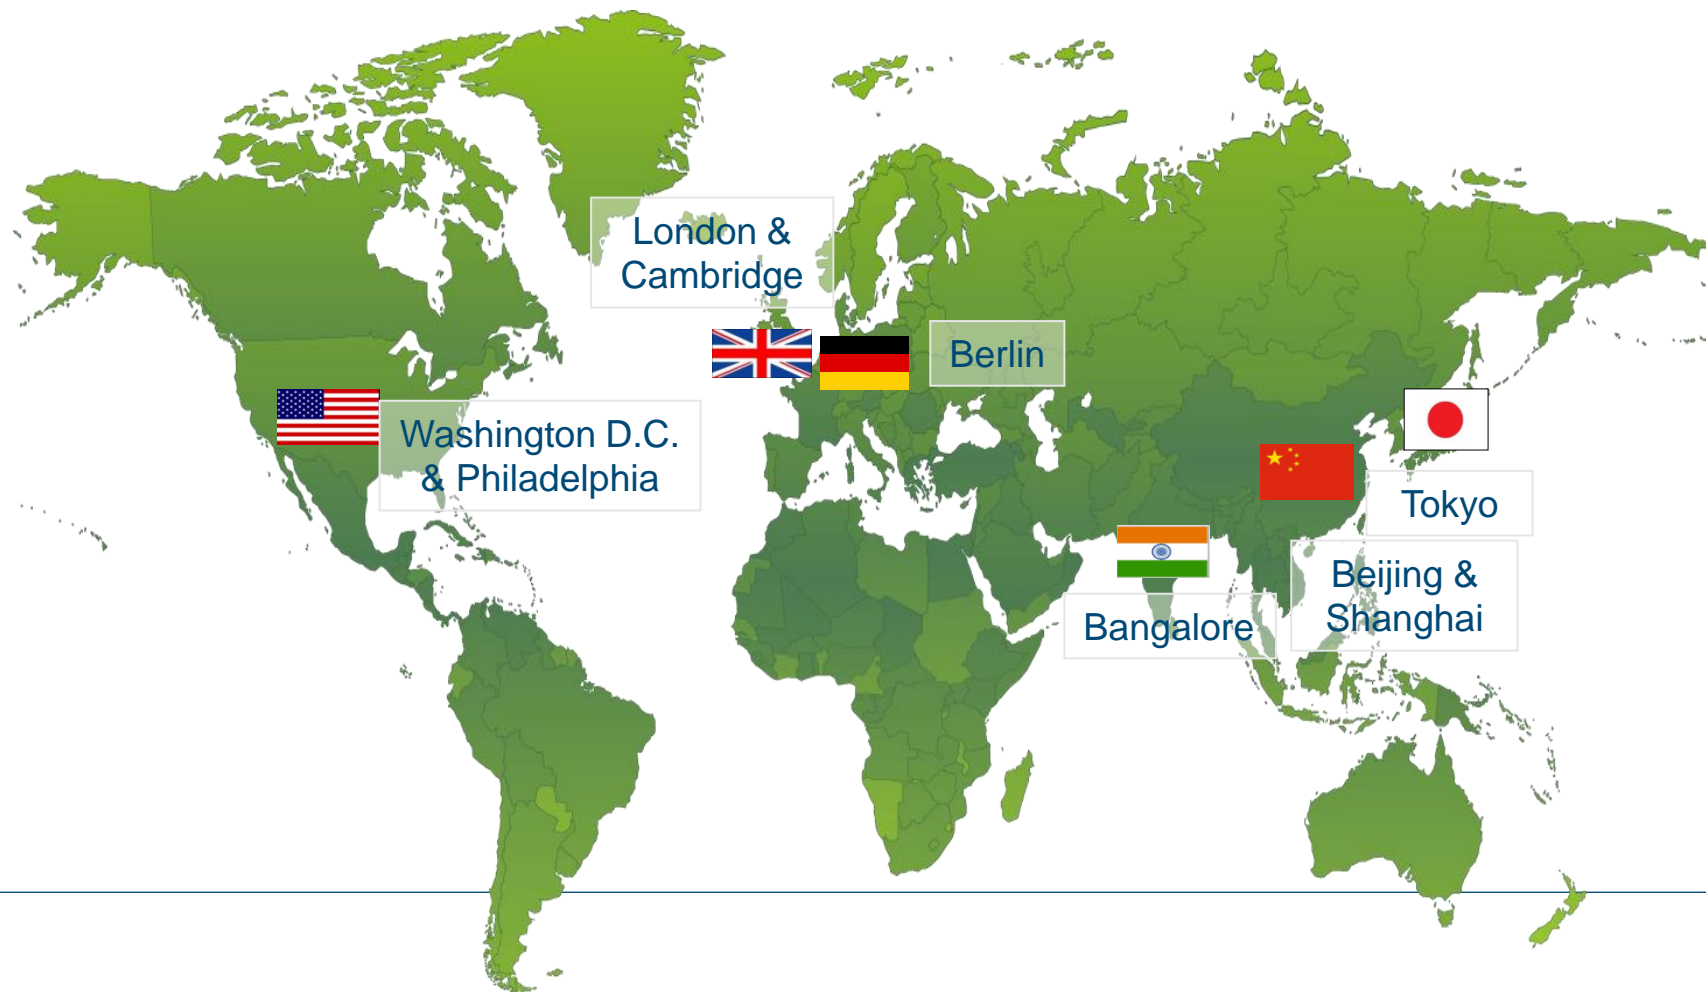 London &
Cambridge
Berlin
Washington D.C.
& Philadelphia
Tokyo
Beijing &
Shanghai
Bangalore